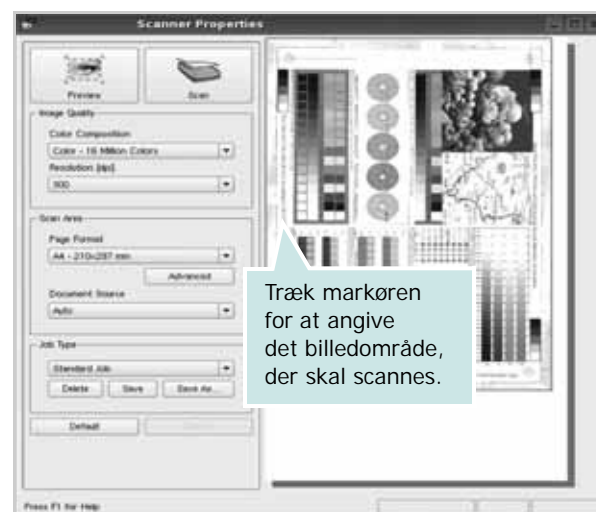 Scanner Properties
Preview
Scan
Image Quality
Color Composition
Color - 16 Million Colors
Resolution [dpi]
300
Scan Area
Page Format
A4 - 210x297 mm
Advanced
Document Source
Auto
Job Type
Standard Job
Delete
Save
Save As...
Default
Træk markøren
for at angive
det billedområde,
der skal scannes.
Press F1 for Help